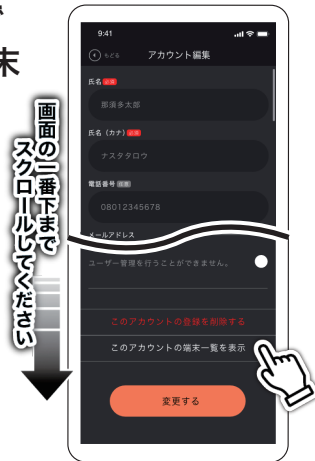 で
末
画面の一番下まで
スクロールしてください
9:41
もどる
アカウント編集
氏名 必須
那須多太郎
氏名（カナ） 必須
ナスタタロウ
電話番号 任意
08012345678
メールアドレス
ユーザー管理を行うことができません。
このアカウントの登録を削除する
このアカウントの端末一覧を表示
変更する